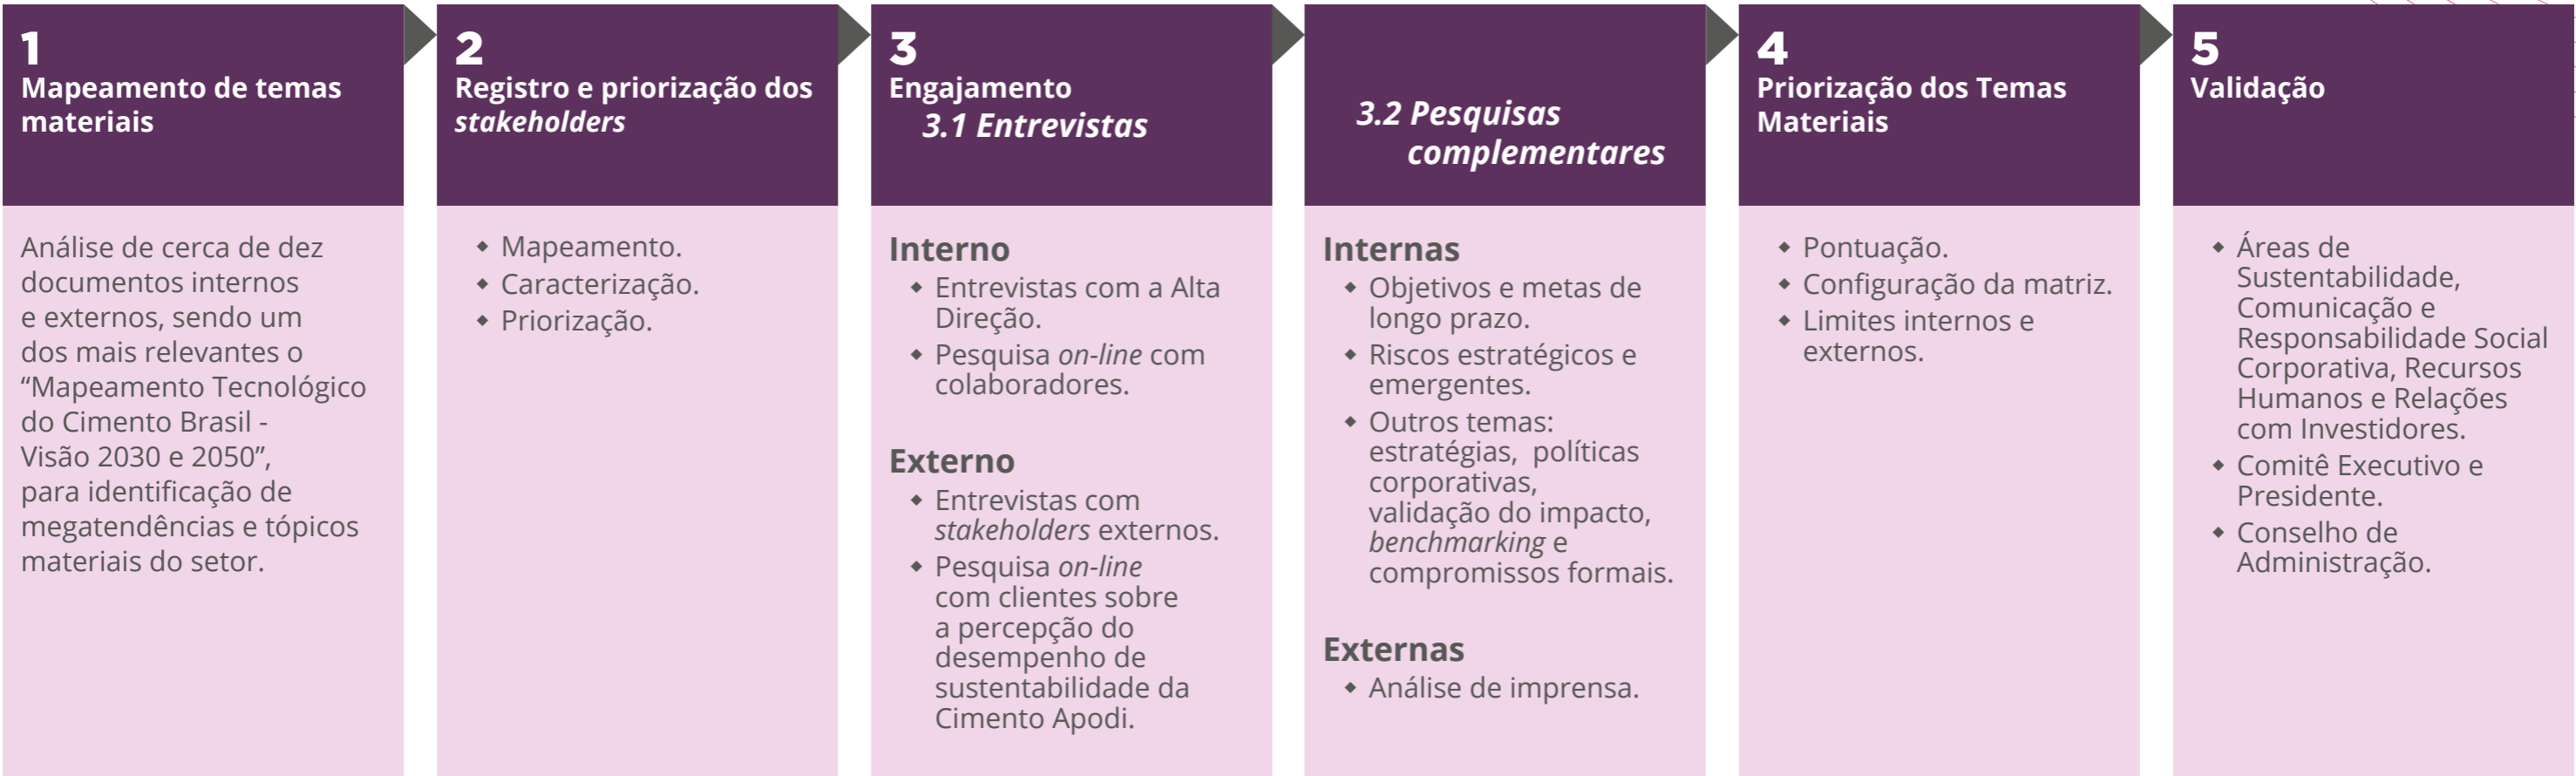 1
Mapeamento de temas
materiais
Análise de cerca de dez
documentos internos
e externos, sendo um
dos mais relevantes o
“Mapeamento Tecnológico
do Cimento Brasil -
Visão 2030 e 2050”,
para identificação de
megatendências e tópicos
materiais do setor.
2
Registro e priorização dos
stakeholders
◆ Mapeamento.
◆ Caracterização.
◆ Priorização.
3
Engajamento
3.1 Entrevistas
Interno
◆ Entrevistas com a Alta
Direção.
◆ Pesquisa on-line com
colaboradores.
Externo
◆ Entrevistas com
stakeholders externos.
◆ Pesquisa on-line
com clientes sobre
a percepção do
desempenho de
sustentabilidade da
Cimento Apodi.
3.2 Pesquisas
complementares
Internas
◆ Objetivos e metas de
longo prazo.
◆ Riscos estratégicos e
emergentes.
◆ Outros temas:
estratégias, políticas
corporativas,
validação do impacto,
benchmarking e
compromissos formais.
Externas
◆ Análise de imprensa.
4
Priorização dos Temas
Materiais
◆ Pontuação.
◆ Configuração da matriz.
◆ Limites internos e
externos.
5
Validação
◆ Áreas de
Sustentabilidade,
Comunicação e
Responsabilidade Social
Corporativa, Recursos
Humanos e Relações
com Investidores.
◆ Comitê Executivo e
Presidente.
◆ Conselho de
Administração.